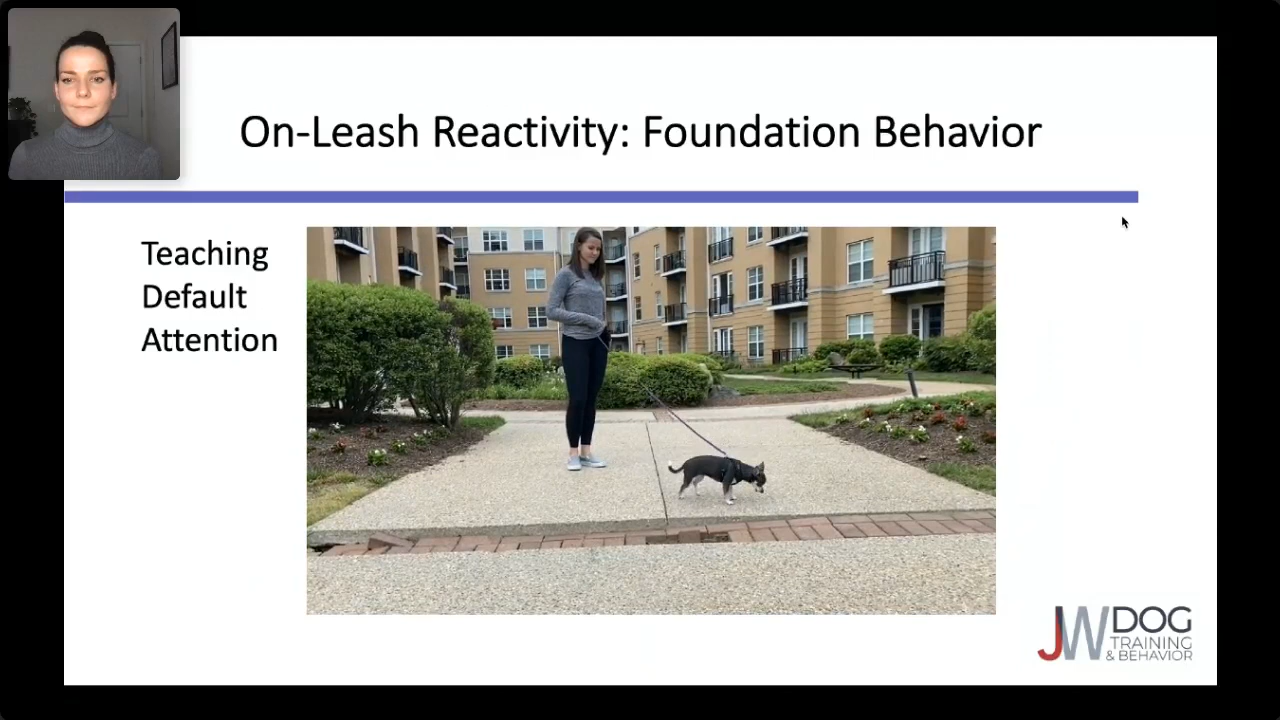 On-Leash Reactivity: Foundation Behavior
Teaching
Default
Attention
JW DOG
TRAINING
& BEHAVIOR